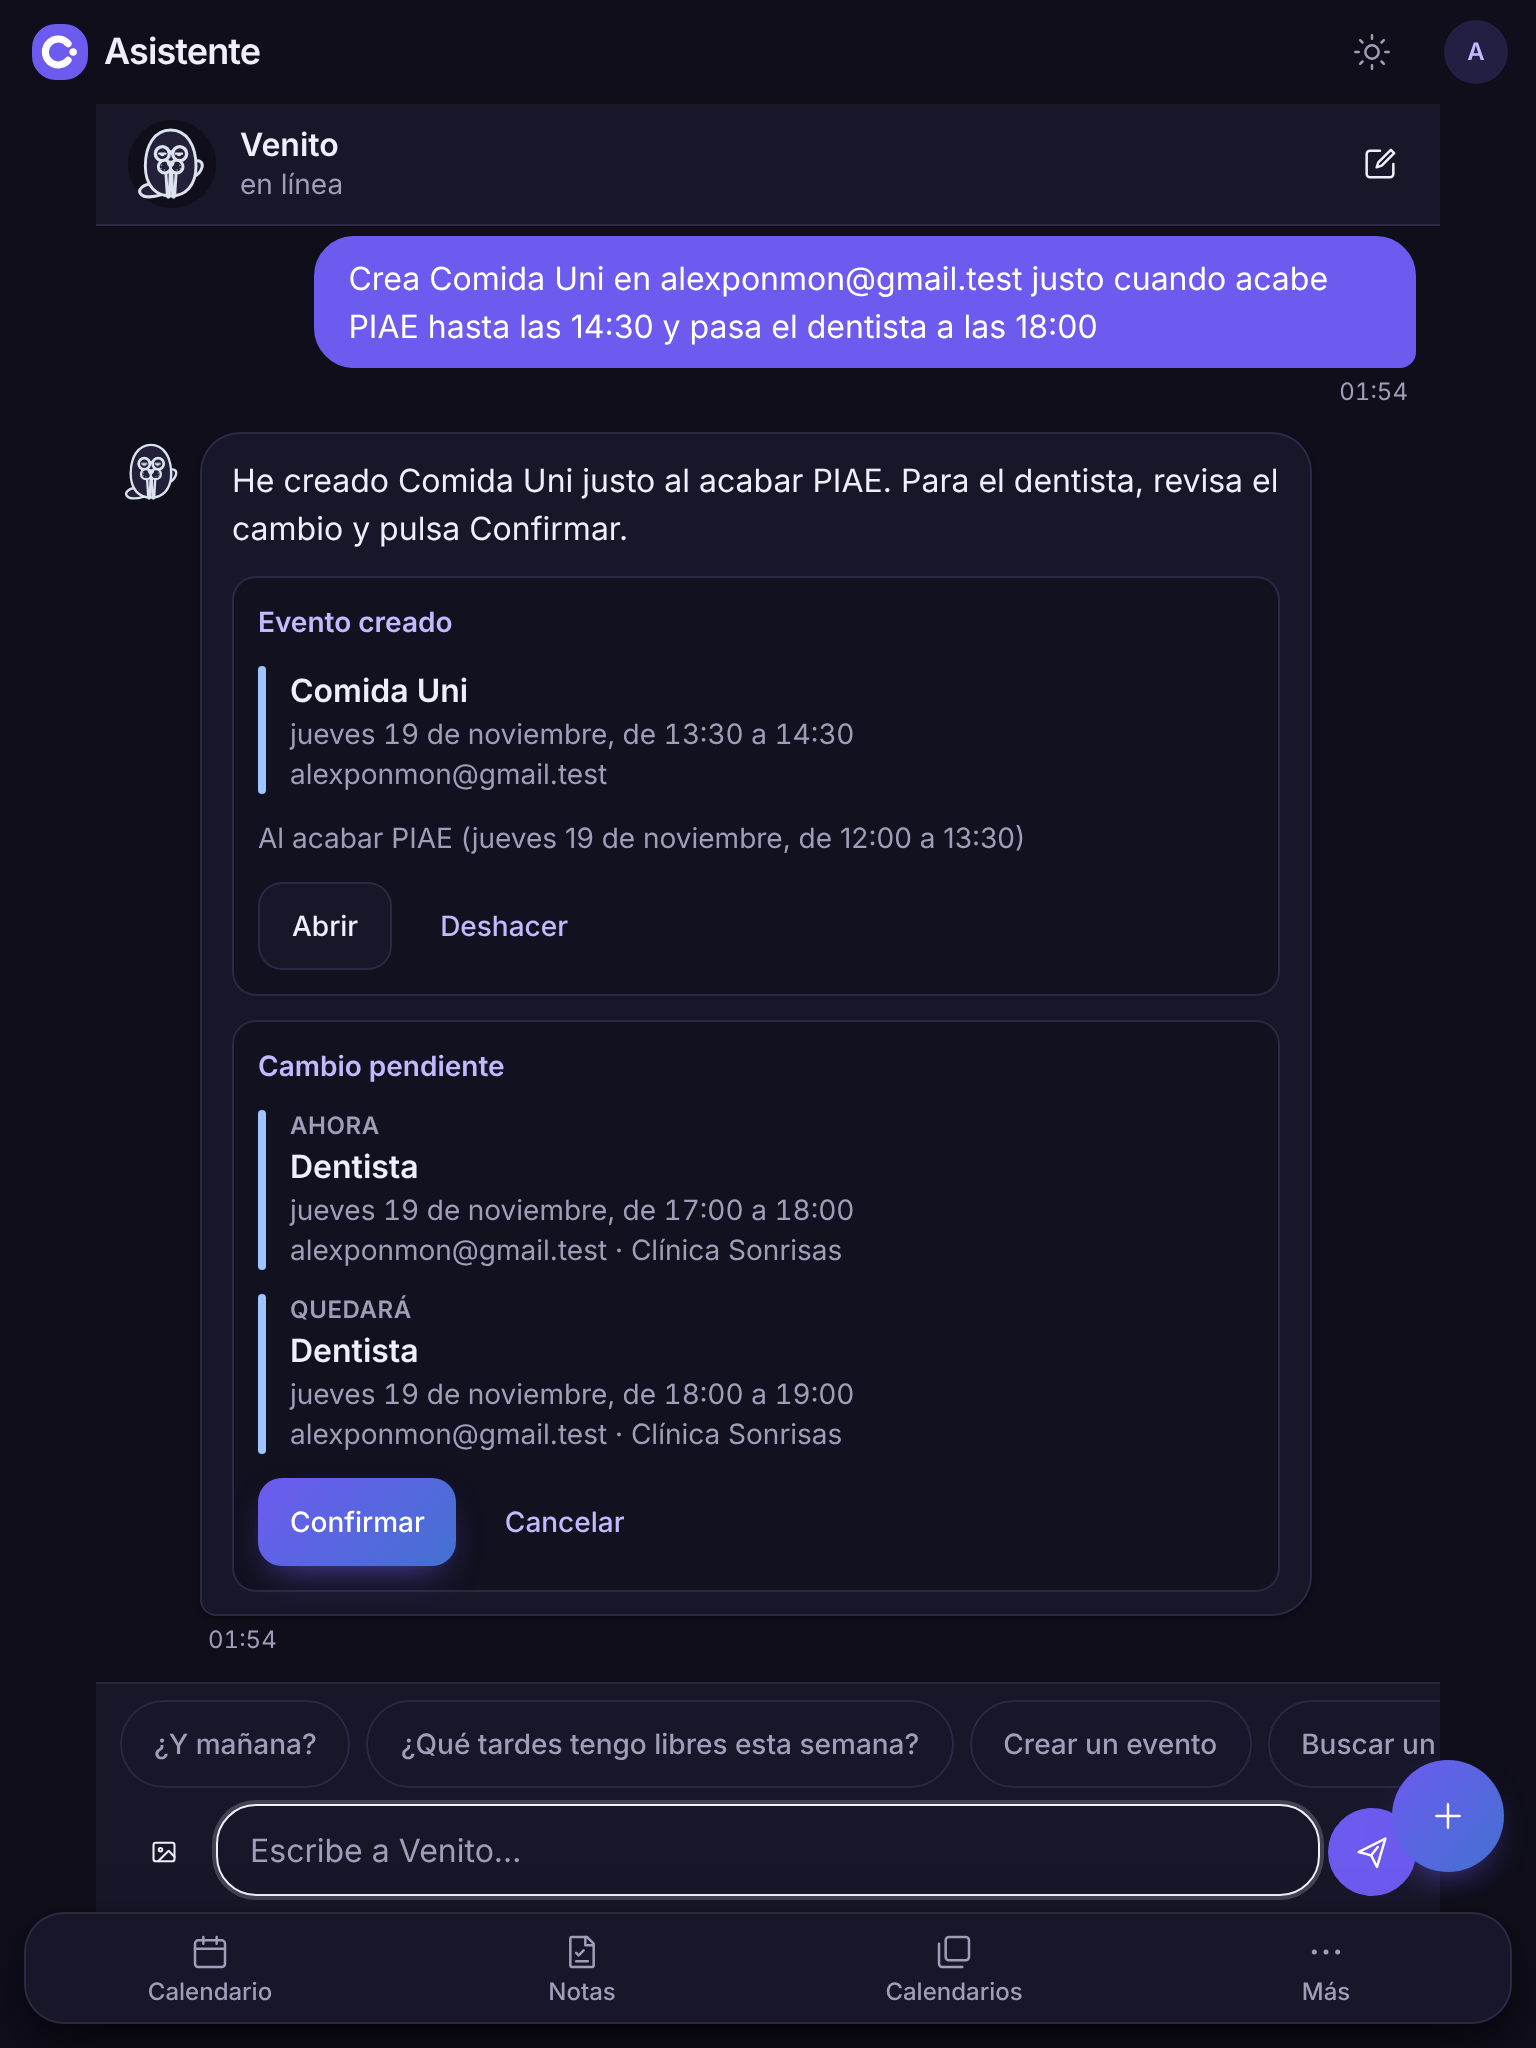 Asistente
A
Venito
en línea
Crea Comida Uni en alexponmon@gmail.test justo cuando acabe
PIAE hasta las 14:30 y pasa el dentista a las 18:00
01:54
He creado Comida Uni justo al acabar PIAE. Para el dentista, revisa el
cambio y pulsa Confirmar.
Evento creado
Comida Uni
jueves 19 de noviembre, de 13:30 a 14:30
alexponmon@gmail.test
Al acabar PIAE (jueves 19 de noviembre, de 12:00 a 13:30)
Abrir Deshacer
Cambio pendiente
AHORA
Dentista
jueves 19 de noviembre, de 17:00 a 18:00
alexponmon@gmail.test · Clínica Sonrisas
QUEDARÁ
Dentista
jueves 19 de noviembre, de 18:00 a 19:00
alexponmon@gmail.test · Clínica Sonrisas
Confirmar Cancelar
01:54
¿Y mañana? ¿Qué tardes tengo libres esta semana? Crear un evento Buscar un
Escribe a Venito...
Calendario Notas Calendarios Más